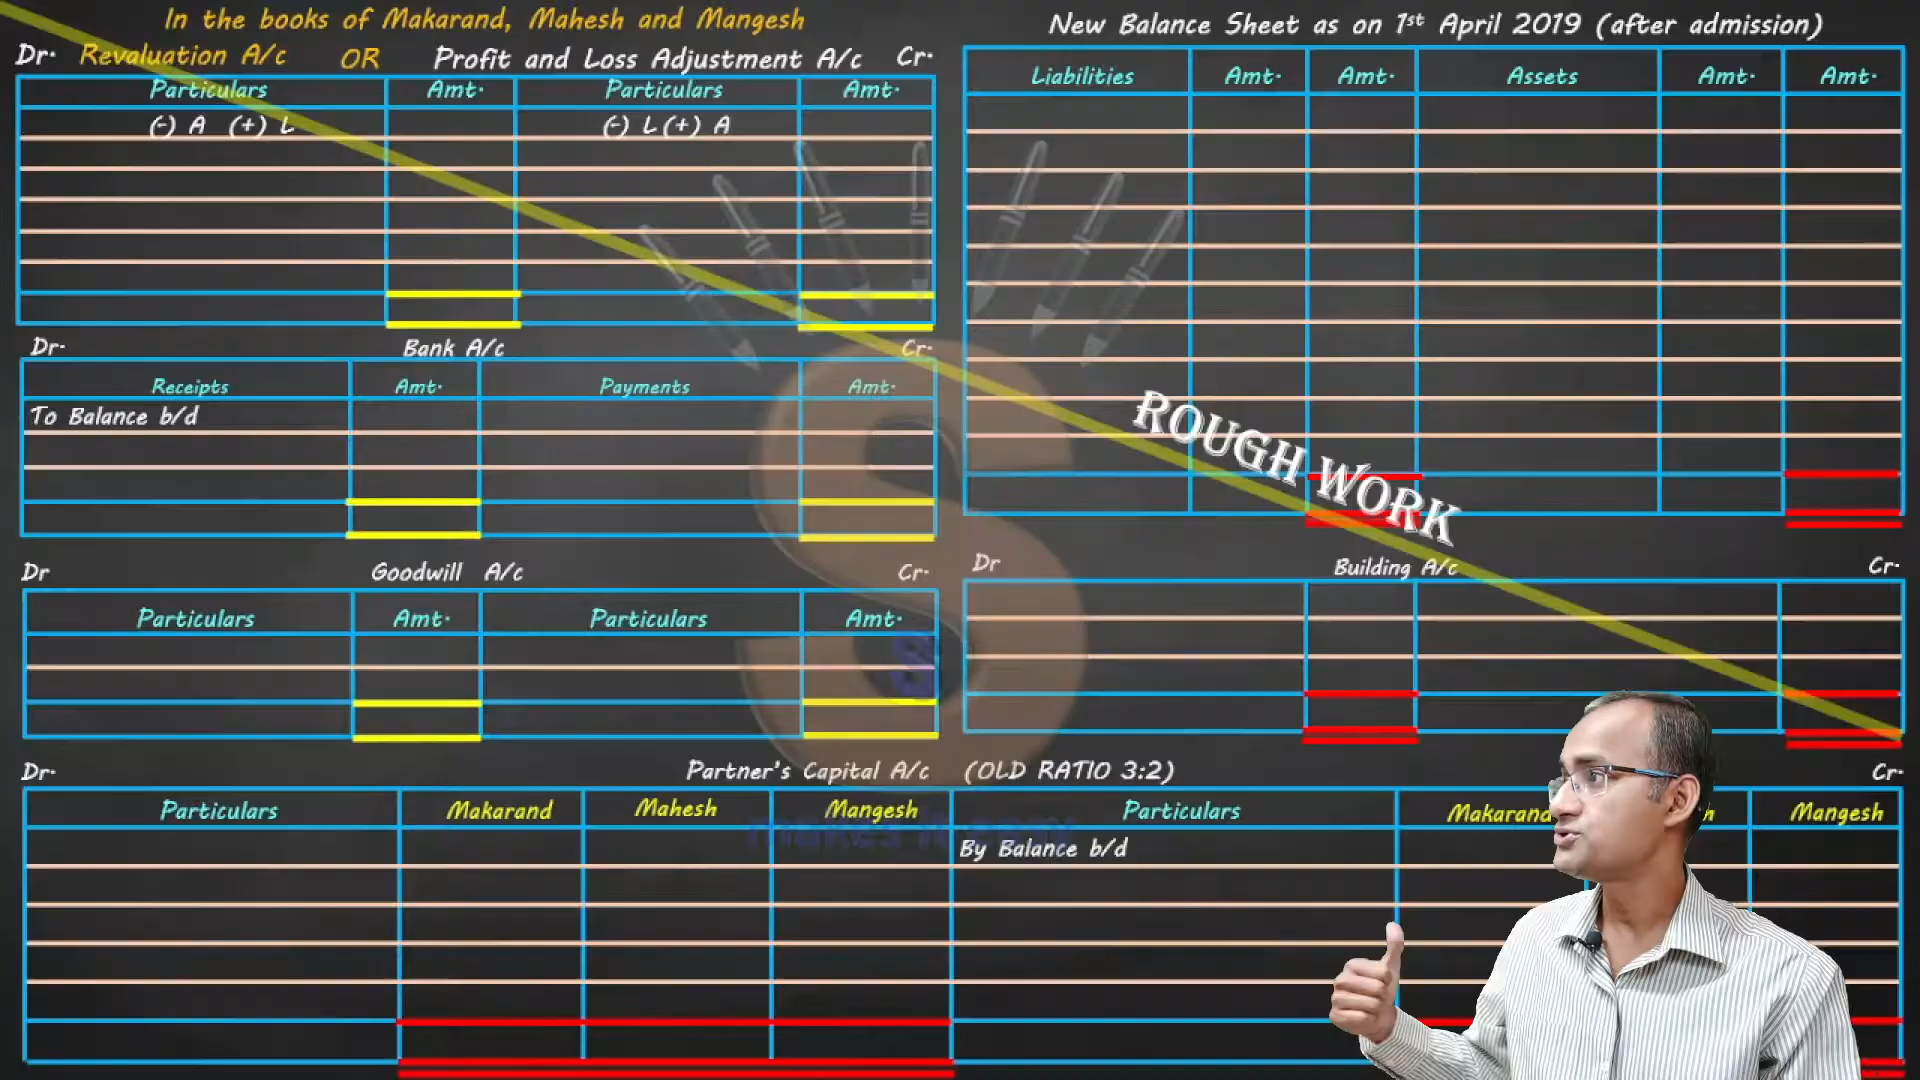 In the books of Makarand, Mahesh and Mangesh
Dr. Revaluation A/c OR Profit and Loss Adjustment A/c Cr.
Particulars Amt. Particulars Amt.
(-) A (+) L (-) L (+) A
Dr. Bank A/c Cr.
Receipts Amt. Payments Amt.
To Balance b/d
Dr Goodwill A/c Cr.
Particulars Amt. Particulars Amt.
New Balance Sheet as on 1st April 2019 (after admission)
Liabilities Amt. Amt. Assets Amt. Amt.
ROUGH WORK
Dr Building A/c Cr.
Dr. Partner's Capital A/c (OLD RATIO 3:2) Cr.
Particulars Makarand Mahesh Mangesh Particulars Makarand Mangesh
By Balance b/d
makes it easy